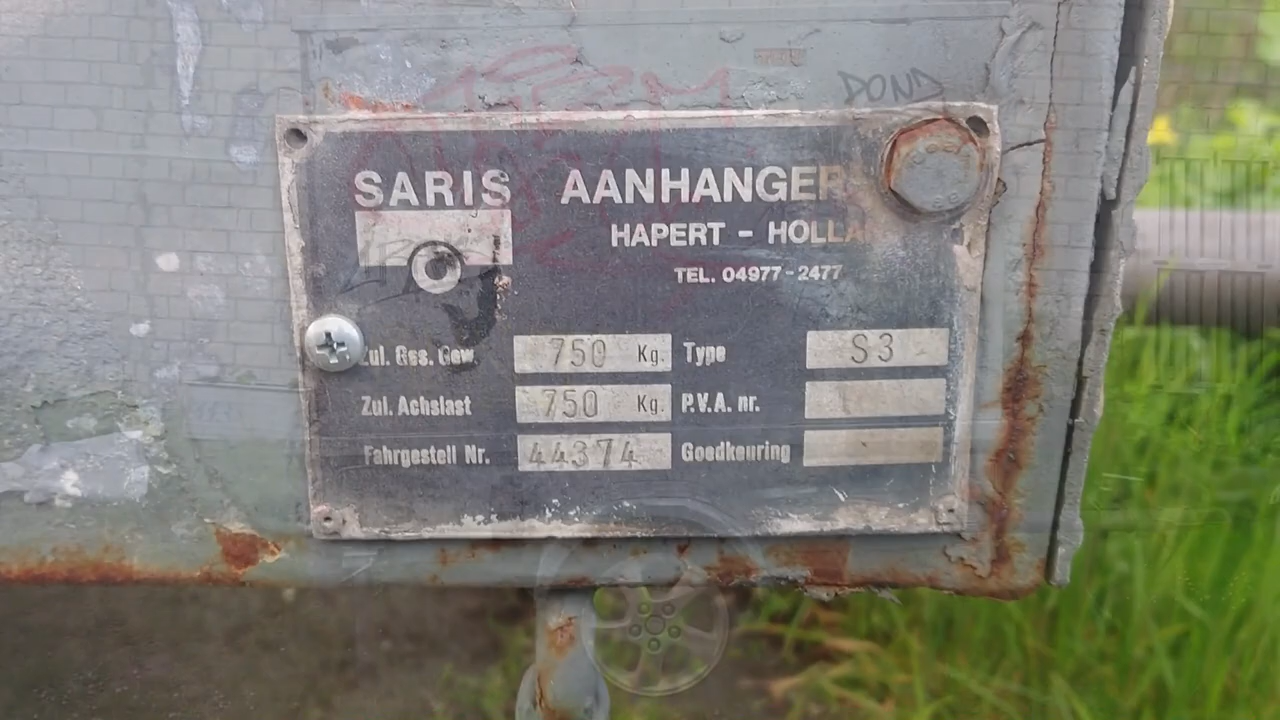 DOND
SARIS AANHANGER
HAPERT - HOLLA
TEL. 04977-2477
Zul. Ges. Gew. 750 Kg. Type S3
Zul. Achslast 750 Kg. P.V.A. nr.
Fahrgestell Nr. 44374 Goedkeuring